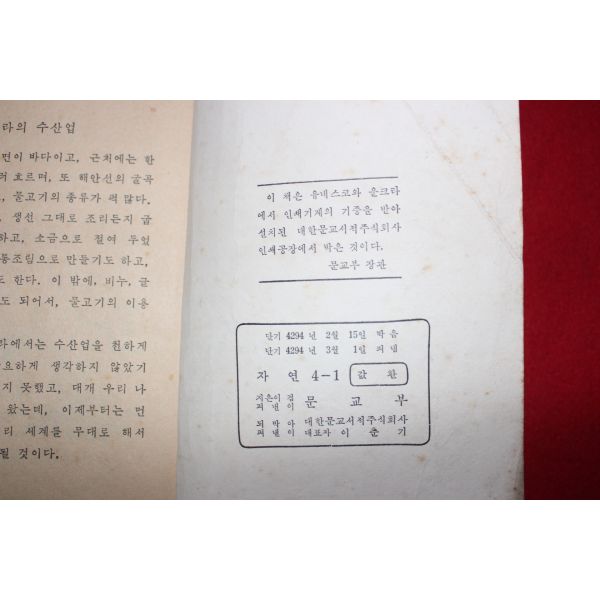 라의 수산업
면이 바다이고, 근처에는 한
려 흐르며, 또 해안선의 굴곡
, 물고기의 종류가 썩 많다.
, 생선 그대로 조리든지 굽
하고, 소금으로 절여 두었
통조림으로 만들기도 하고,
도 한다. 이 밖에, 비누, 글
도 되어서, 물고기의 이용
라에서는 수산업을 천하게
요하게 생각하지 않았기
지 못했고, 대개 우리 나
왔는데, 이제부터는 먼
리 세계를 무대로 해서
될 것이다.
이 책은 유네스코와 운크라
에서 인쇄기계의 기증을 받아
설치된 대한문교서적주식회사
인쇄공장에서 박은 것이다.
문교부 장관
단기 4294 년 2월 15일 박음
단기 4294 년 3월 1일 펴냄
자연 4-1 값 환
지은이 겸
펴낸이 문교부
되박아
펴낸이 대한문교서적주식회사
대표자 이춘기